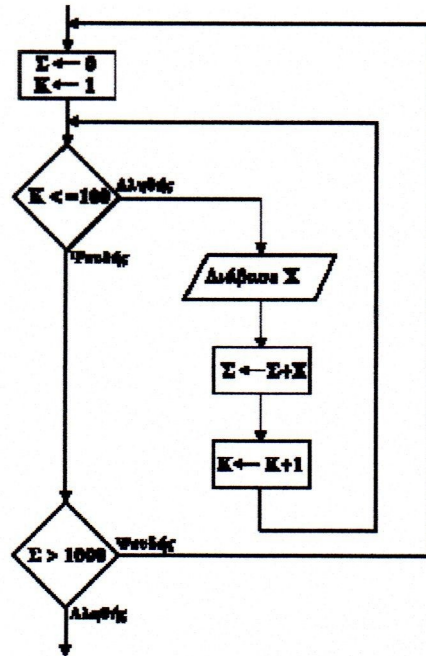 Σ ← 0
Κ ← 1
Κ <=100
Αληθής
Ψευδής
Διάβασε Χ
Σ ← Σ+Χ
Κ ← Κ+1
Σ > 1000
Ψευδής
Αληθής